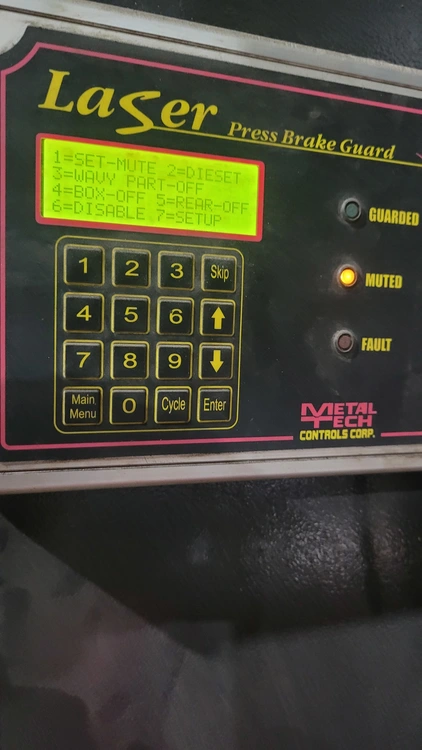 Laser
Press Brake Guard
1=SET-MUTE 2=DIESET
3=WAVY PART-OFF
4=BOX-OFF 5=REAR-OFF
6=DISABLE 7=SETUP
GUARDED
MUTED
FAULT
1 2 3 Skip
4 5 6
7 8 9
Main Menu 0 Cycle Enter
METAL
TECH
CONTROLS CORP.